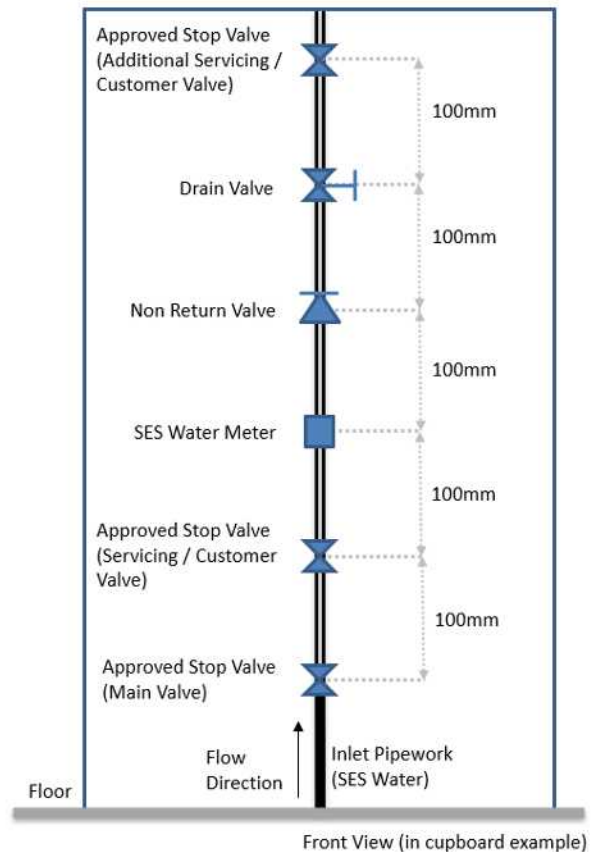 Approved Stop Valve
(Additional Servicing /
Customer Valve)
100mm
Drain Valve
100mm
Non Return Valve
100mm
SES Water Meter
100mm
Approved Stop Valve
(Servicing / Customer
Valve)
100mm
Approved Stop Valve
(Main Valve)
Flow
Direction
Inlet Pipework
(SES Water)
Floor
Front View (in cupboard example)